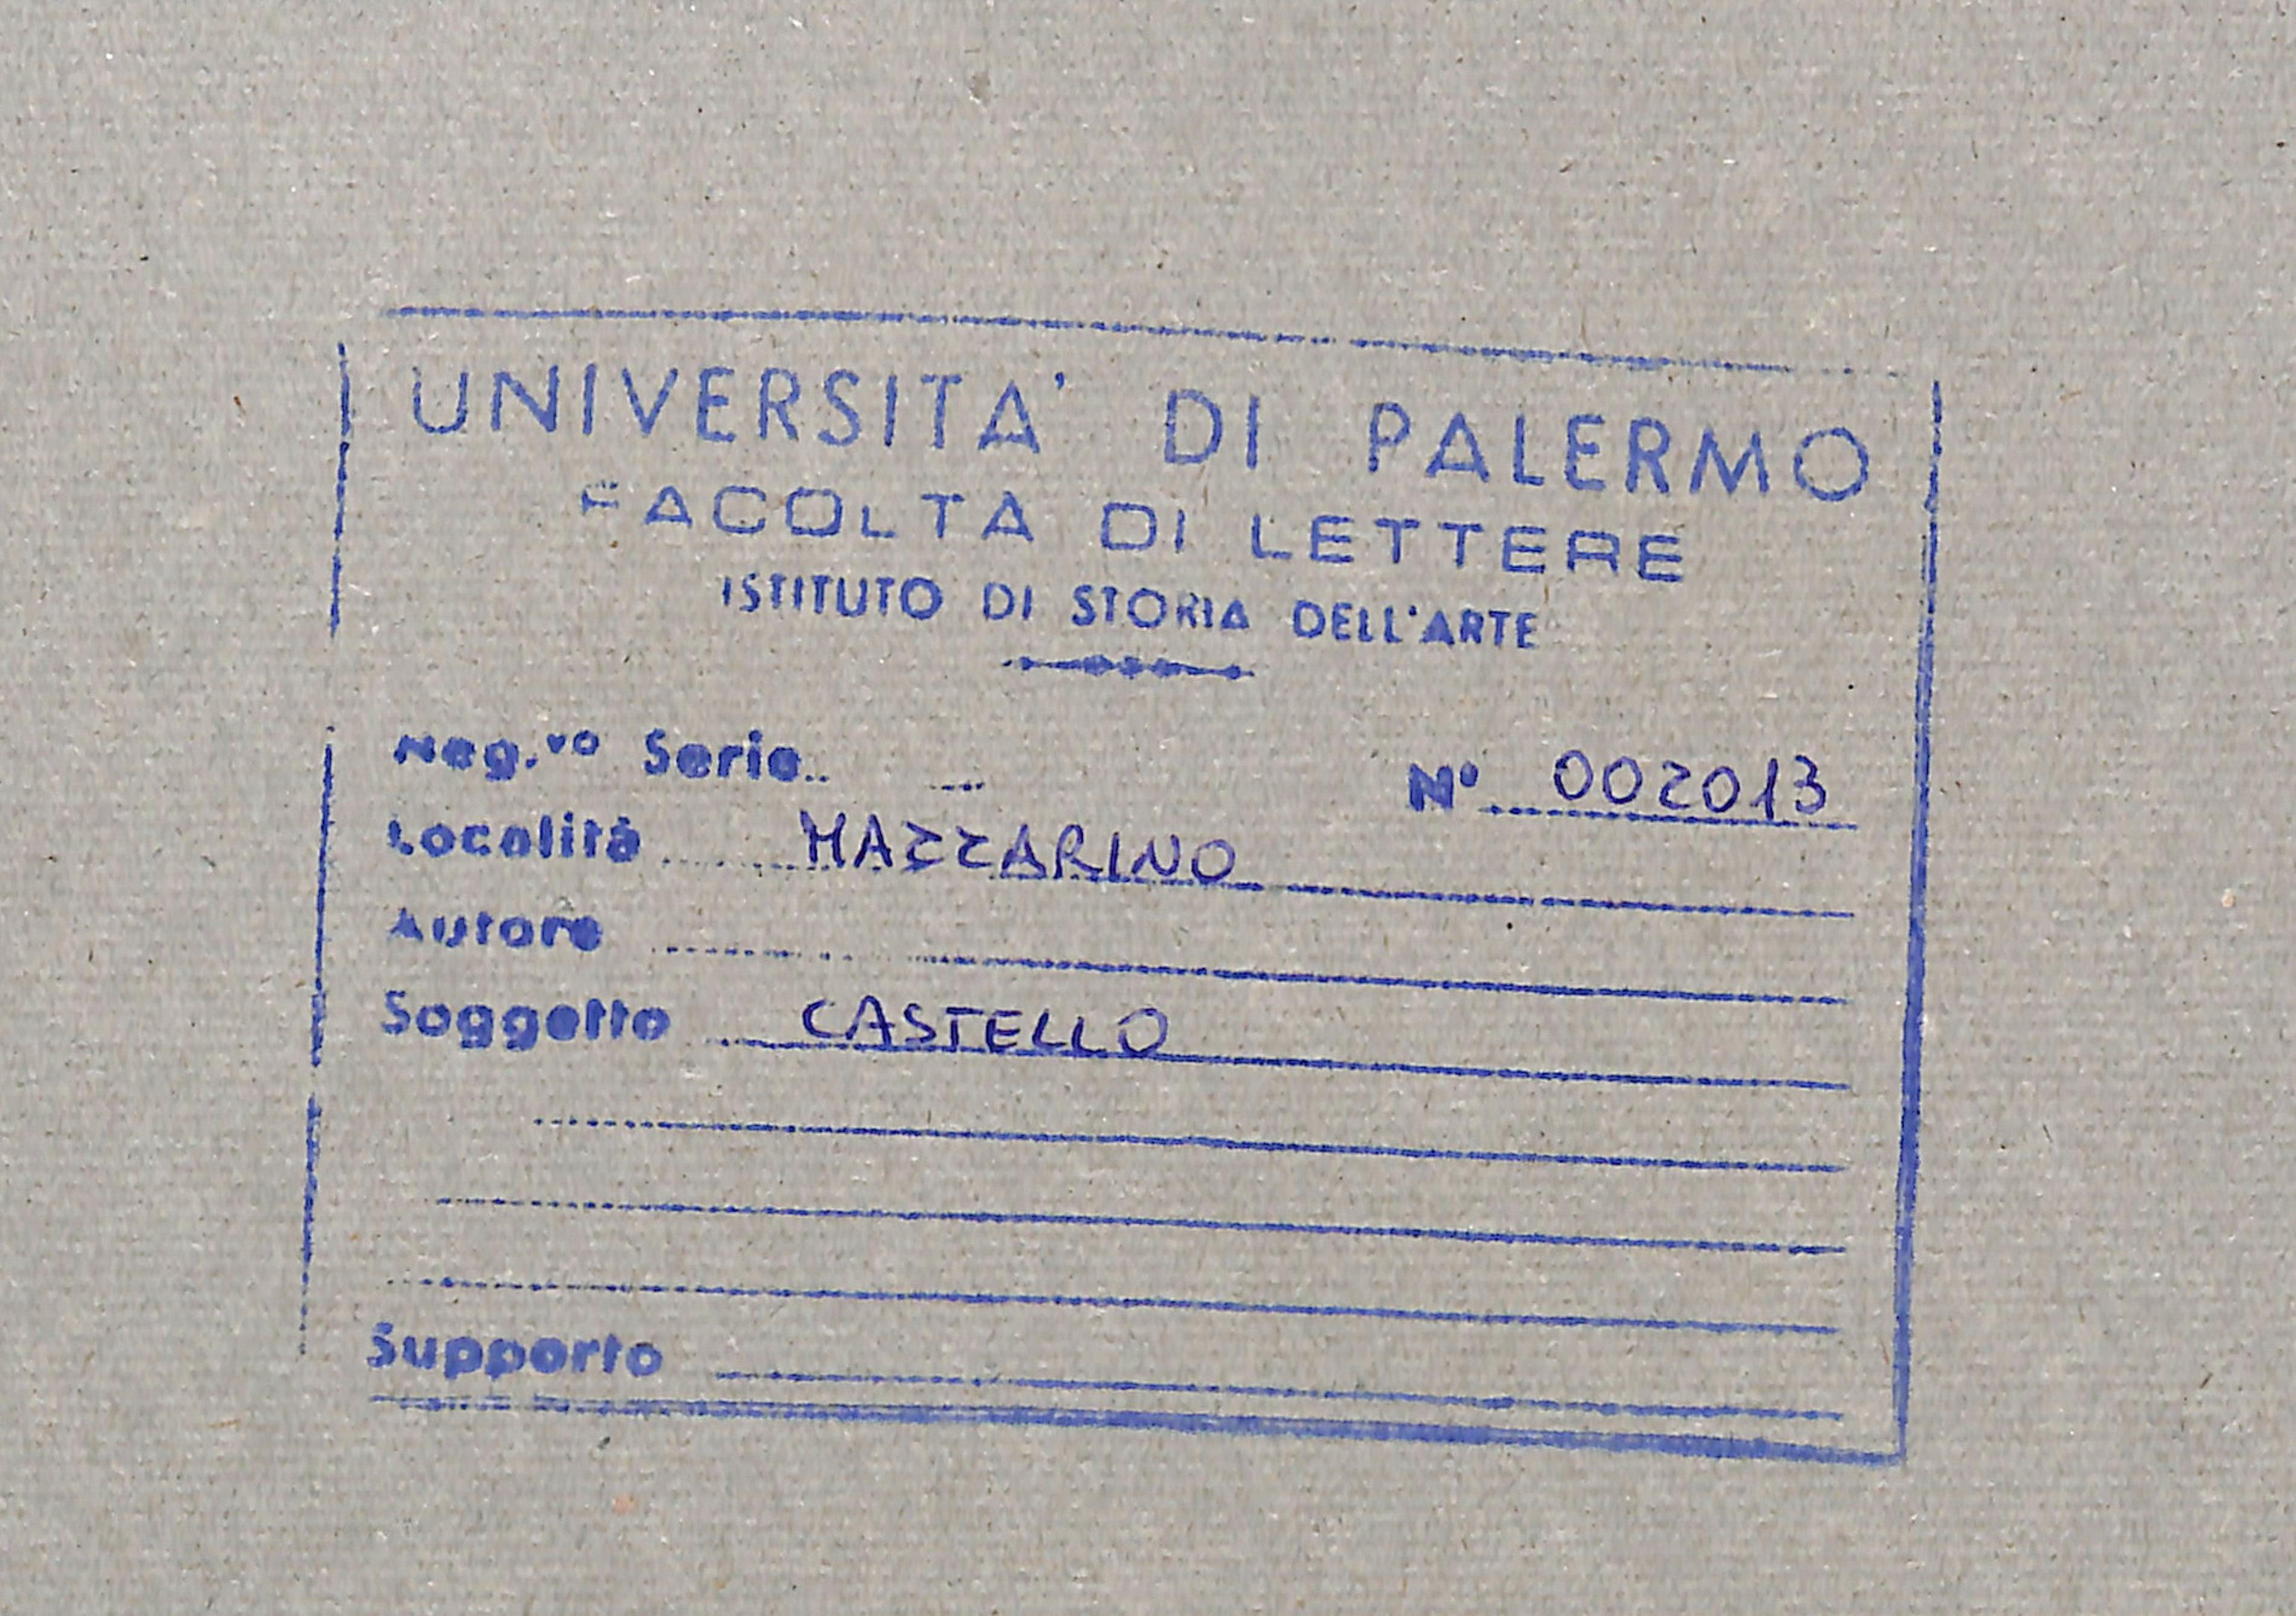 UNIVERSITA' DI PALERMO
FACOLTA DI LETTERE
ISTITUTO DI STORIA DELL'ARTE
Neg.vo Serie N° 002013
Località MAZZARINO
Autore
Soggetto CASTELLO
Supporto